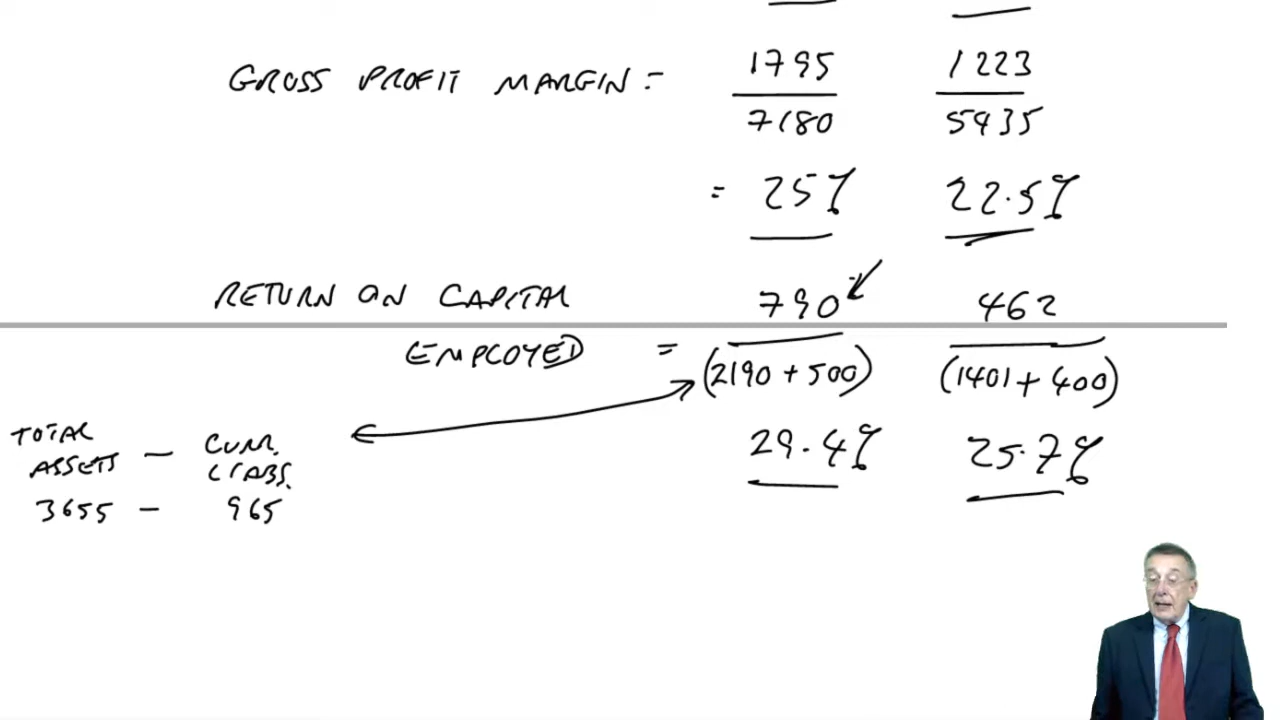 GROSS PROFIT MARGIN = 1795/7180 1223/5435
= 25% 22.5%
RETURN ON CAPITAL EMPLOYED = 790/(2190 + 500) 462/(1401 + 400)
29.4% 25.7%
TOTAL ASSETS - CURR. LIABS.
3655 - 965